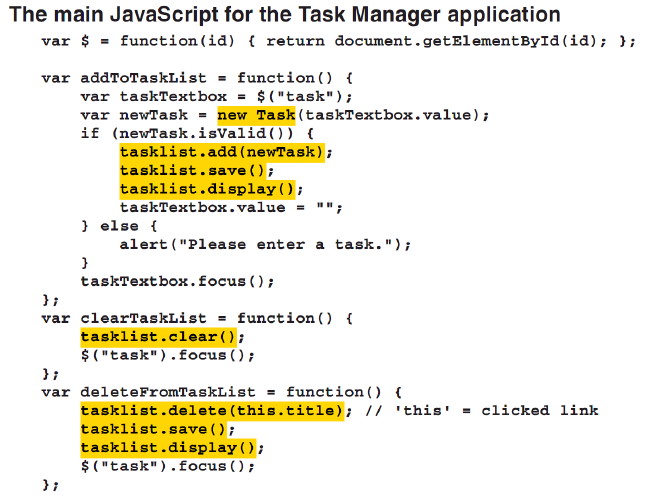 The main JavaScript for the Task Manager application
var $ = function(id) { return document.getElementById(id); };
var addToTaskList = function() {
var taskTextbox = $("task");
var newTask = new Task(taskTextbox.value);
if (newTask.isValid()) {
tasklist.add(newTask);
tasklist.save();
tasklist.display();
taskTextbox.value = "";
} else {
alert("Please enter a task.");
}
taskTextbox.focus();
};
var clearTaskList = function() {
tasklist.clear();
$("task").focus();
};
var deleteFromTaskList = function() {
tasklist.delete(this.title); // 'this' = clicked link
tasklist.save();
tasklist.display();
$("task").focus();
};